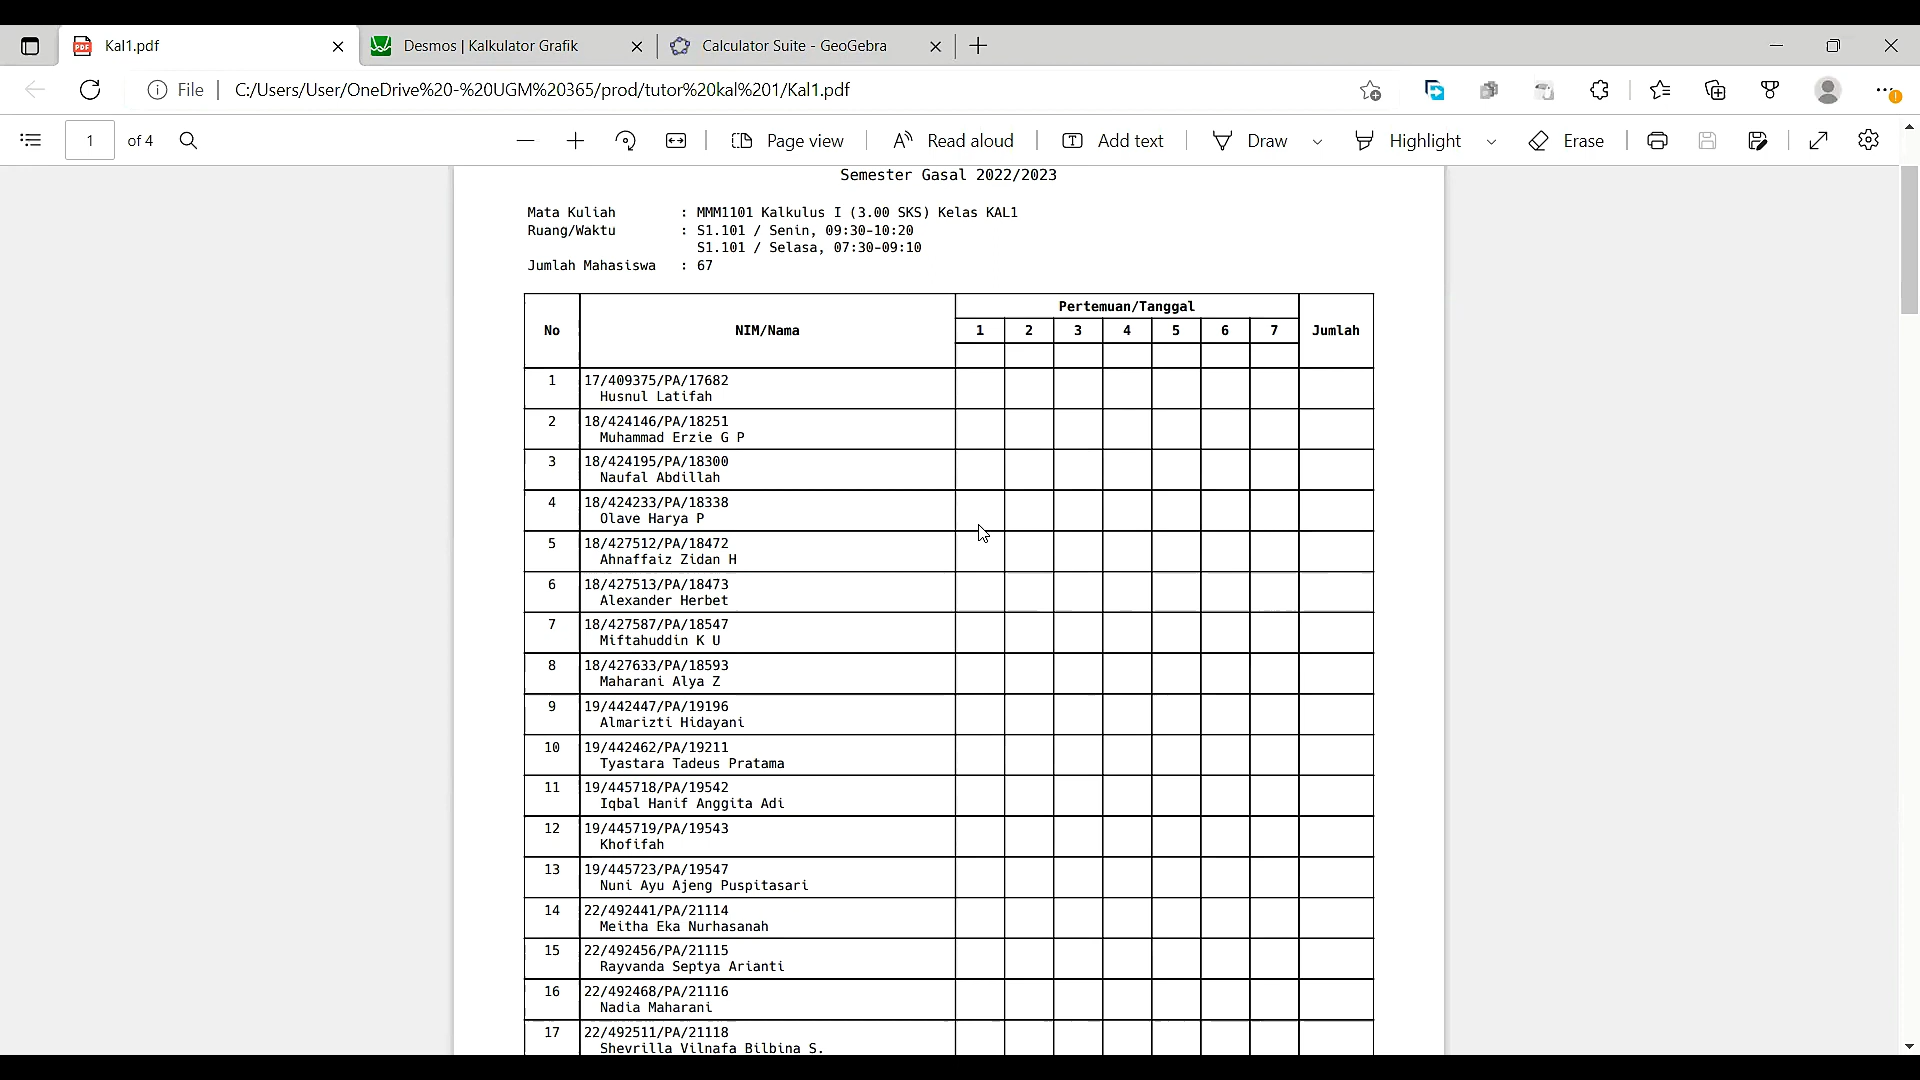 Kal1.pdf
Desmos | Kalkulator Grafik
Calculator Suite - GeoGebra
File
C:/Users/User/OneDrive%20-%20UGM%20365/prod/tutor%20kal%201/Kal1.pdf
1 of 4
Page view
Read aloud
Add text
Draw
Highlight
Erase
Semester Gasal 2022/2023
Mata Kuliah : MMM1101 Kalkulus I (3.00 SKS) Kelas KAL1
Ruang/Waktu : S1.101 / Senin, 09:30-10:20
S1.101 / Selasa, 07:30-09:10
Jumlah Mahasiswa : 67
Pertemuan/Tanggal
No NIM/Nama 1 2 3 4 5 6 7 Jumlah
1 17/409375/PA/17682
Husnul Latifah
2 18/424146/PA/18251
Muhammad Erzie G P
3 18/424195/PA/18300
Naufal Abdillah
4 18/424233/PA/18338
Olave Harya P
5 18/427512/PA/18472
Ahnaffaiz Zidan H
6 18/427513/PA/18473
Alexander Herbet
7 18/427587/PA/18547
Miftahuddin K U
8 18/427633/PA/18593
Maharani Alya Z
9 19/442447/PA/19196
Almarizti Hidayani
10 19/442462/PA/19211
Tyastara Tadeus Pratama
11 19/445718/PA/19542
Iqbal Hanif Anggita Adi
12 19/445719/PA/19543
Khofifah
13 19/445723/PA/19547
Nuni Ayu Ajeng Puspitasari
14 22/492441/PA/21114
Meitha Eka Nurhasanah
15 22/492456/PA/21115
Rayvanda Septya Arianti
16 22/492468/PA/21116
Nadia Maharani
17 22/492511/PA/21118
Shevrilla Vilnafa Bilbina S.